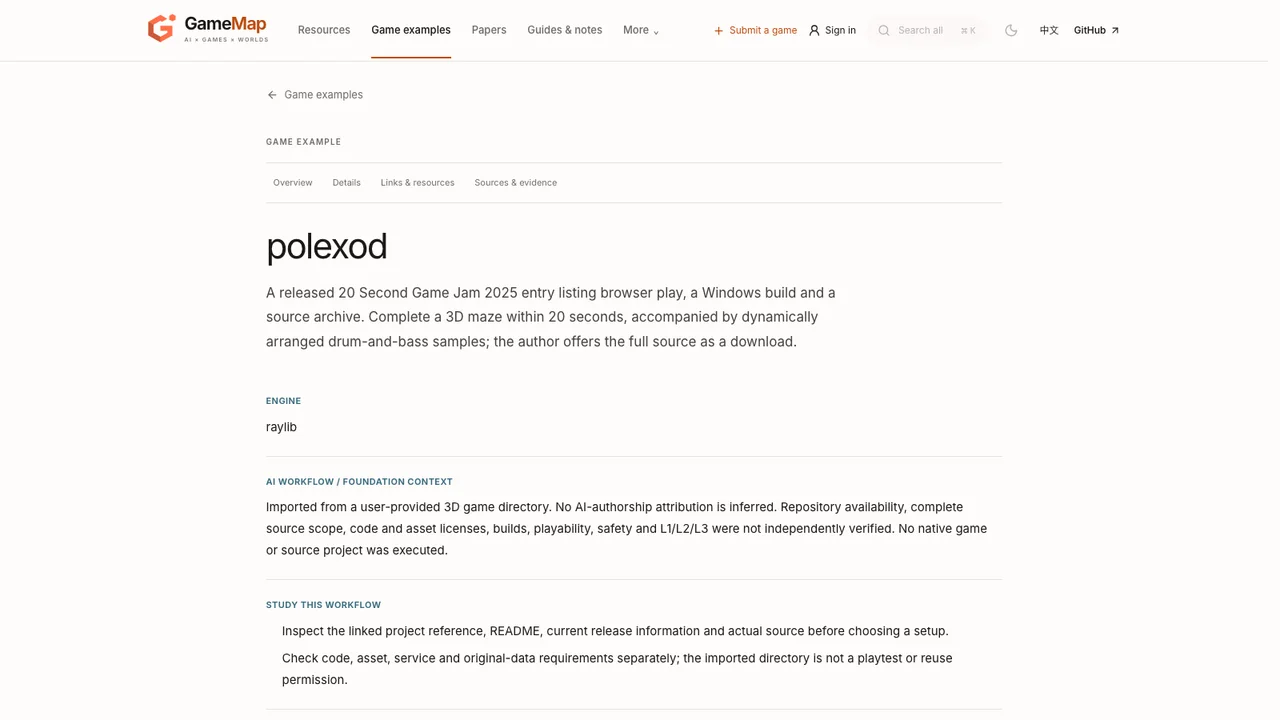 GameMap
AI × GAMES × WORLDS
Resources
Game examples
Papers
Guides & notes
More
+ Submit a game
Sign in
Search all
⌘ K
中文
GitHub ↗
← Game examples
GAME EXAMPLE
Overview
Details
Links & resources
Sources & evidence
polexod
A released 20 Second Game Jam 2025 entry listing browser play, a Windows build and a
source archive. Complete a 3D maze within 20 seconds, accompanied by dynamically
arranged drum-and-bass samples; the author offers the full source as a download.
ENGINE
raylib
AI WORKFLOW / FOUNDATION CONTEXT
Imported from a user-provided 3D game directory. No AI-authorship attribution is inferred. Repository availability, complete
source scope, code and asset licenses, builds, playability, safety and L1/L2/L3 were not independently verified. No native game
or source project was executed.
STUDY THIS WORKFLOW
Inspect the linked project reference, README, current release information and actual source before choosing a setup.
Check code, asset, service and original-data requirements separately; the imported directory is not a playtest or reuse
permission.